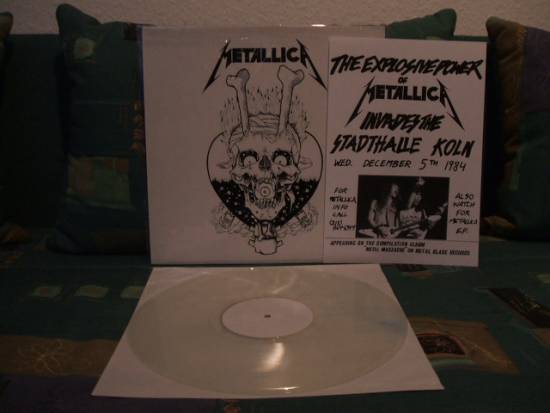 METALLICA
THE EXPLOSIVE POWER
OF
METALLICA
INVADES THE
STADTHALLE KOLN
WED. DECEMBER 5TH 1984
FOR
METALLICA
INFO
CALL
ALSO
WATCH
FOR
METALLICA
E.P.
APPEARING ON THE COMPILATION ALBUM
"METAL MASSACRE" ON METAL BLADE RECORDS